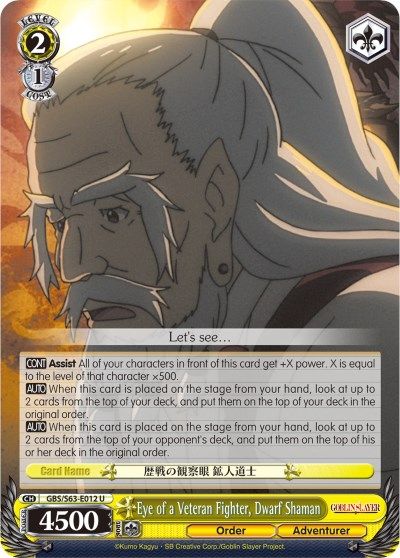 LEVEL
2
1
COST
Let's see…
CONT Assist All of your characters in front of this card get +X power. X is equal
to the level of that character ×500.
AUTO When this card is placed on the stage from your hand, look at up to
2 cards from the top of your deck, and put them on the top of your deck in
the original order.
AUTO When this card is placed on the stage from your hand, look at up to
2 cards from the top of your opponent's deck, and put them on the top of his
or her deck in the original order.
Card Name
歴戦の観察眼 鉱人道士
CH GBS/S63-E012 U
Eye of a Veteran Fighter, Dwarf Shaman
GOBLIN SLAYER
POWER
4500
SOUL
Order
Adventurer
©Kumo Kagyu・SB Creative Corp./Goblin Slayer Project.